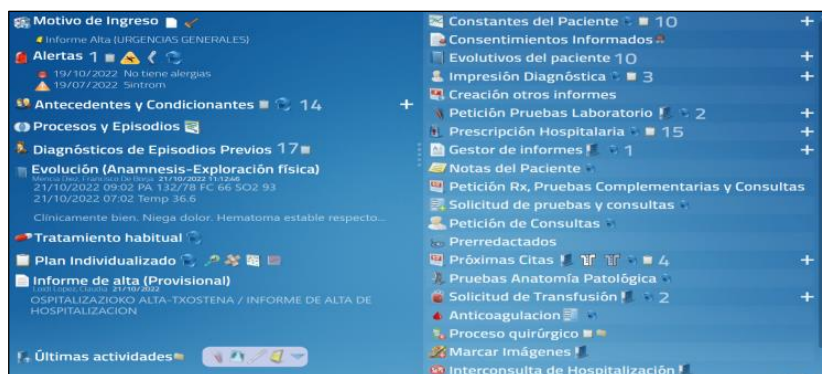 Motivo de Ingreso
Informe Alta (URGENCIAS GENERALES)
Alertas 1
19/10/2022 No tiene alergias
19/07/2022 Sintrom
Antecedentes y Condicionantes 14 +
Procesos y Episodios
Diagnósticos de Episodios Previos 17
Evolución (Anamnesis-Exploración física)
21/10/2022 11:12:46
21/10/2022 09:02 PA 132/78 FC 66 SO2 93
21/10/2022 07:02 Temp 36.6
Clínicamente bien. Niega dolor. Hematoma estable respecto...
Tratamiento habitual
Plan Individualizado
Informe de alta (Provisional)
Claudia 21/10/2022
OSPITALIZAZIOKO ALTA-TXOSTENA / INFORME DE ALTA DE
HOSPITALIZACION
Últimas actividades
Constantes del Paciente 10 +
Consentimientos Informados
Evolutivos del paciente 10 +
Impresión Diagnóstica 3 +
Creación otros informes
Petición Pruebas Laboratorio 2 +
Prescripción Hospitalaria 15 +
Gestor de informes 1 +
Notas del Paciente
Petición Rx, Pruebas Complementarias y Consultas
Solicitud de pruebas y consultas
Petición de Consultas
Prerredactados
Próximas Citas 4 +
Pruebas Anatomía Patológica
Solicitud de Transfusión 2 +
Anticoagulacion
Proceso quirúrgico
Marcar Imágenes
Interconsulta de Hospitalización